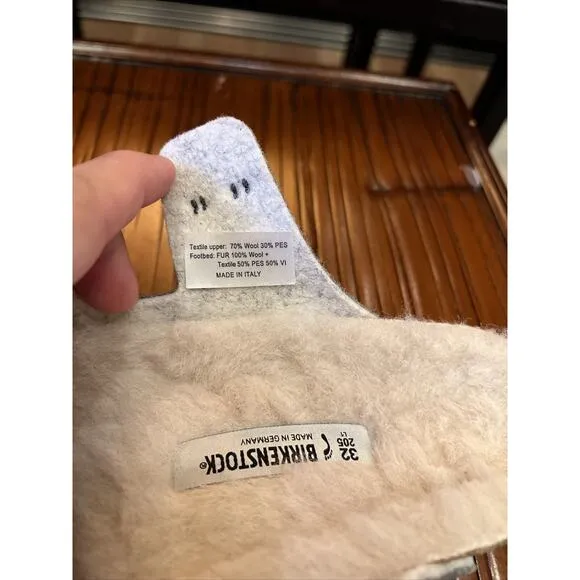 Textile upper: 70% Wool 30% PES
Footbed: FUR 100% Wool +
Textile 50% PES 50% VI
MADE IN ITALY
BIRKENSTOCK®
MADE IN GERMANY
32
205
L1